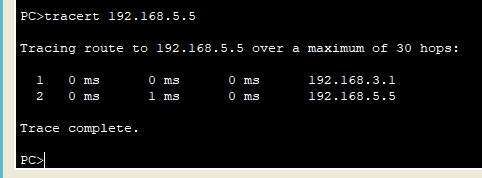 PC>tracert 192.168.5.5
Tracing route to 192.168.5.5 over a maximum of 30 hops:
1 0 ms 0 ms 0 ms 192.168.3.1
2 0 ms 1 ms 0 ms 192.168.5.5
Trace complete.
PC>